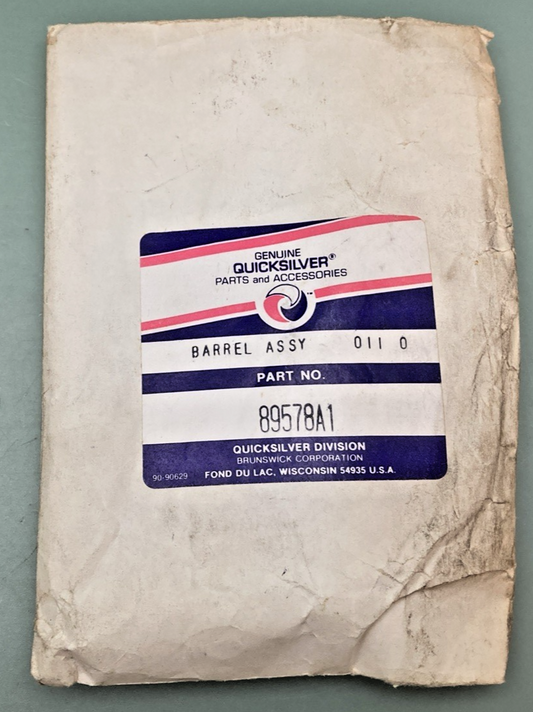 GENUINE
QUICKSILVER®
PARTS and ACCESSORIES
™
BARREL ASSY 011 0
PART NO.
89578A1
QUICKSILVER DIVISION
BRUNSWICK CORPORATION
90-90629 FOND DU LAC, WISCONSIN 54935 U.S.A.